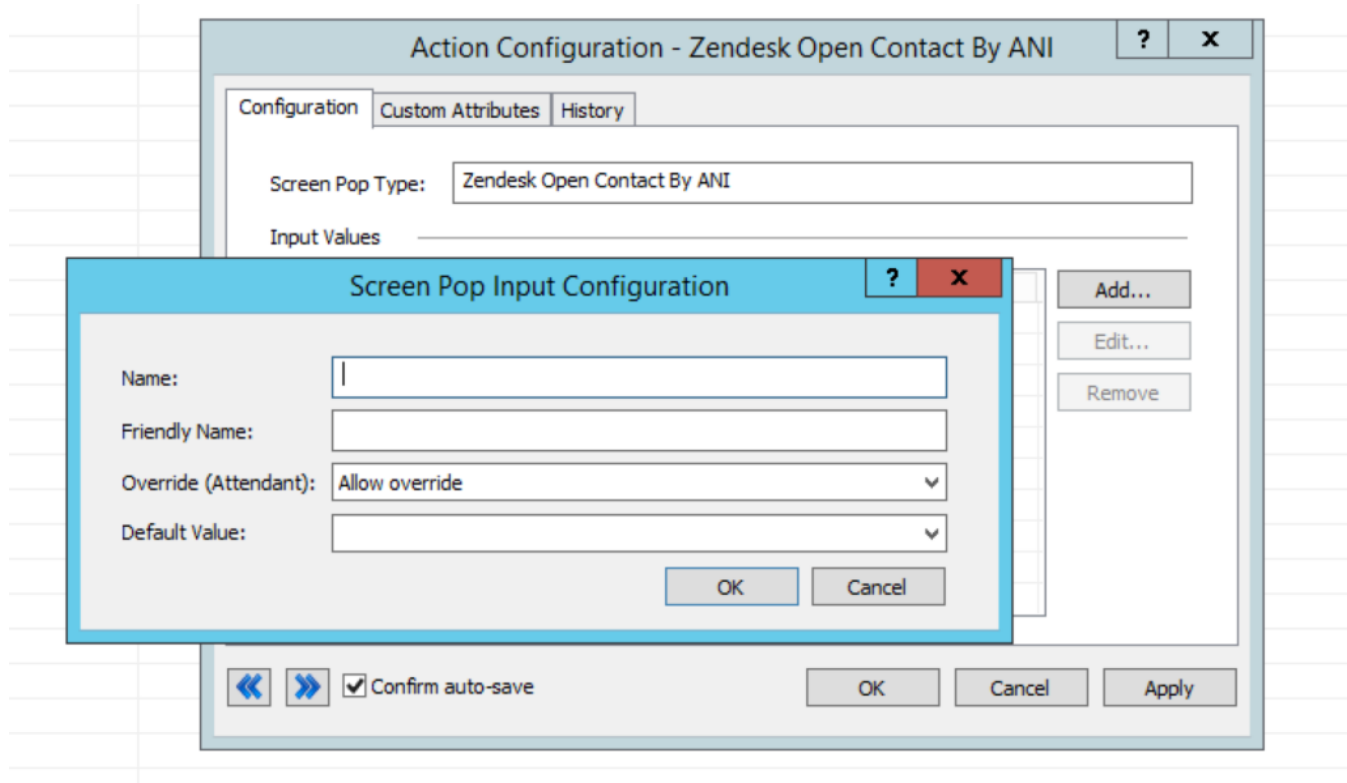 Action Configuration - Zendesk Open Contact By ANI
? x
Configuration Custom Attributes History
Screen Pop Type: Zendesk Open Contact By ANI
Input Values
Screen Pop Input Configuration
? x
Add...
Edit...
Remove
Name:
Friendly Name:
Override (Attendant): Allow override
Default Value:
OK Cancel
Confirm auto-save
OK Cancel Apply